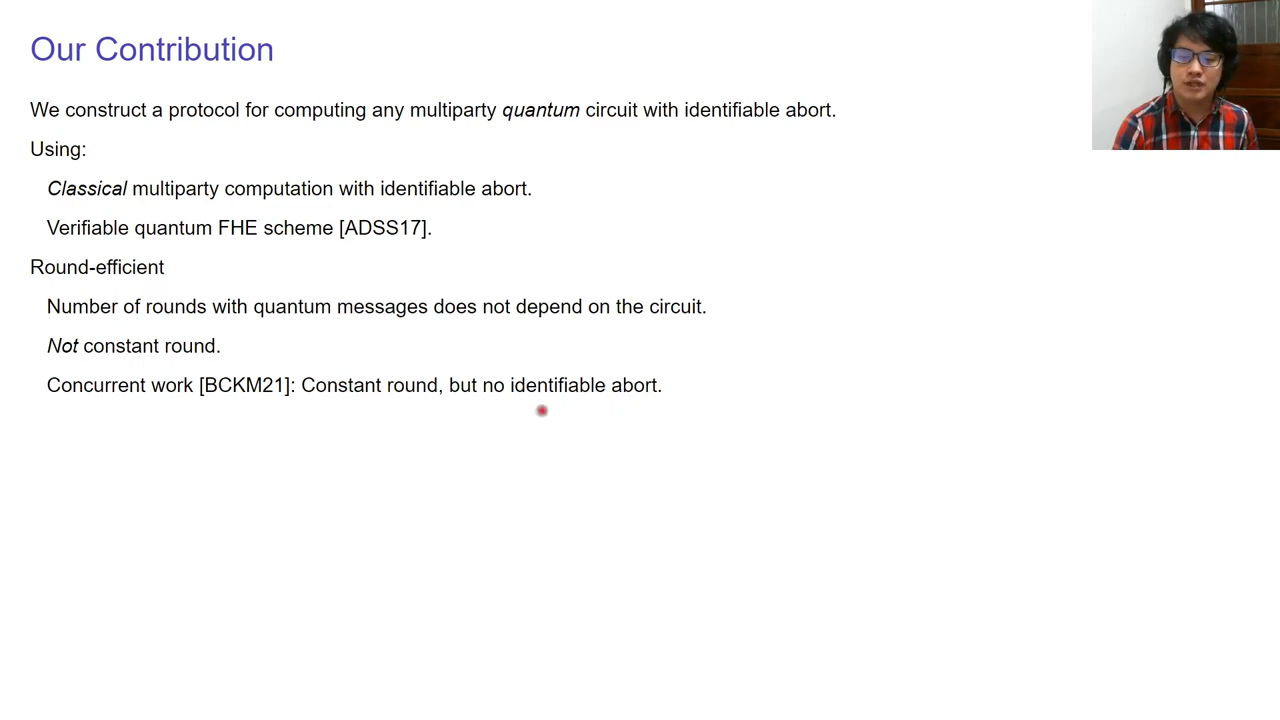 Our Contribution
We construct a protocol for computing any multiparty quantum circuit with identifiable abort.
Using:
Classical multiparty computation with identifiable abort.
Verifiable quantum FHE scheme [ADSS17].
Round-efficient
Number of rounds with quantum messages does not depend on the circuit.
Not constant round.
Concurrent work [BCKM21]: Constant round, but no identifiable abort.